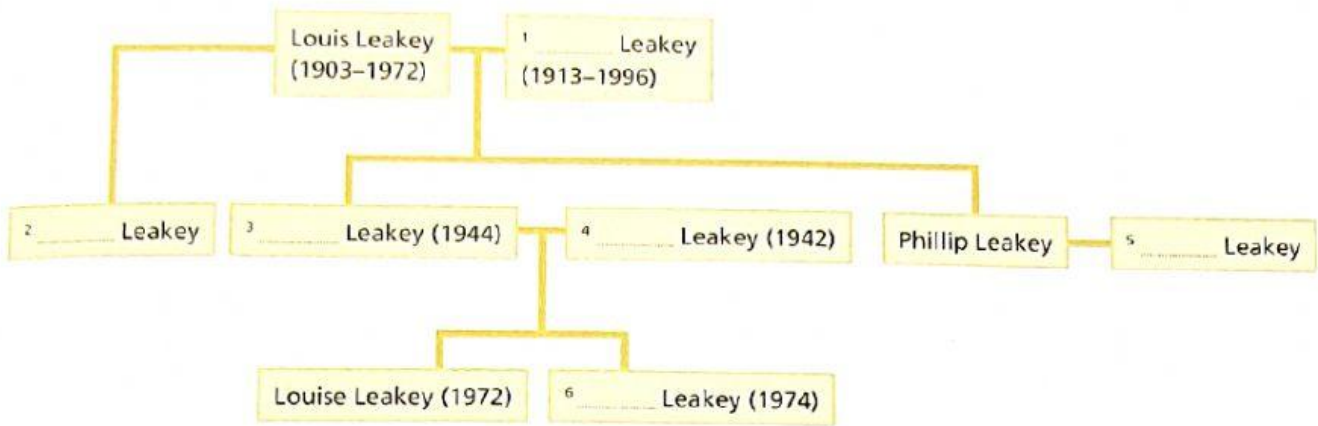 Louis Leakey
(1903–1972)
1 ............ Leakey
(1913–1996)
2 ............ Leakey
3 ............ Leakey (1944)
4 ............ Leakey (1942)
Phillip Leakey
5 ............ Leakey
Louise Leakey (1972)
6 ............ Leakey (1974)